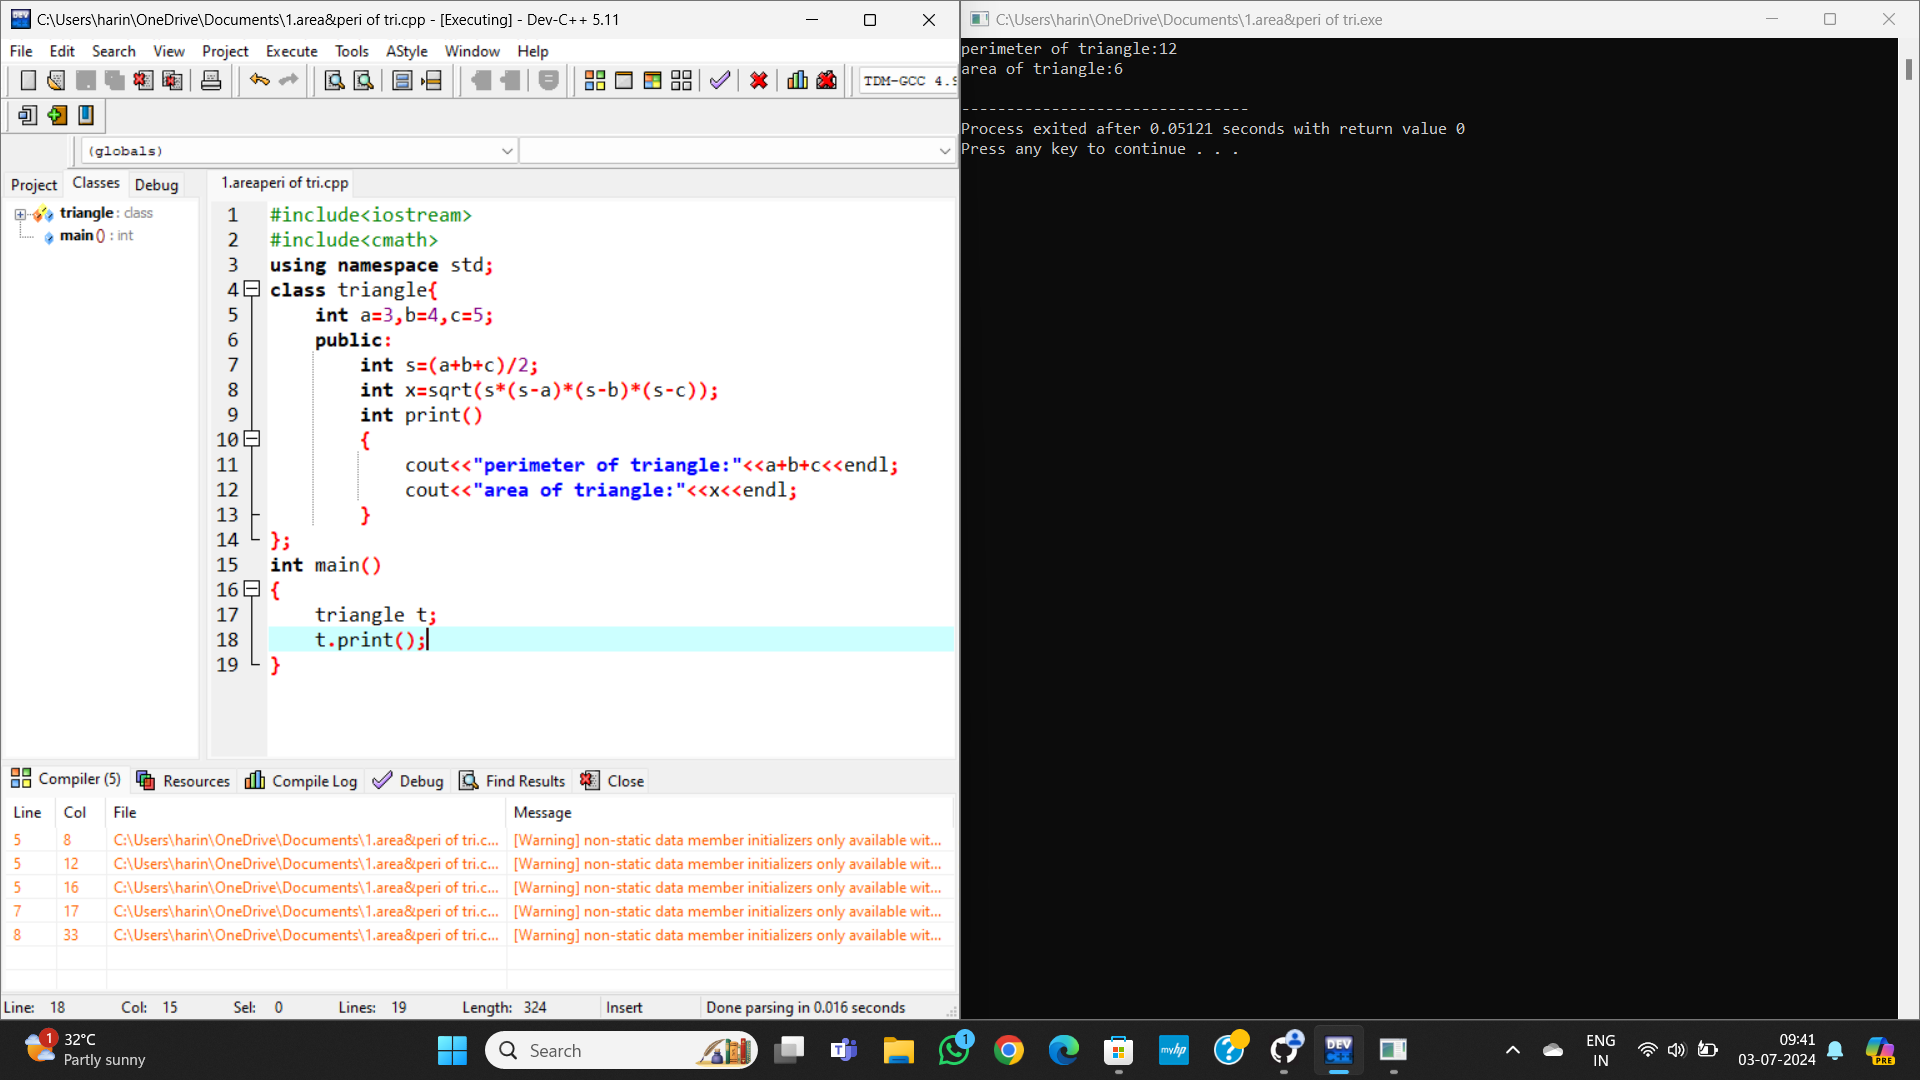 C:\Users\harin\OneDrive\Documents\1.area&peri of tri.cpp - [Executing] - Dev-C++ 5.11
File Edit Search View Project Execute Tools AStyle Window Help
TDM-GCC 4.9
(globals)
Project Classes Debug
triangle : class
main () : int
1.areaperi of tri.cpp
1 #include<iostream>
2 #include<cmath>
3 using namespace std;
4 class triangle{
5 int a=3,b=4,c=5;
6 public:
7 int s=(a+b+c)/2;
8 int x=sqrt(s*(s-a)*(s-b)*(s-c));
9 int print()
10 {
11 cout<<"perimeter of triangle:"<<a+b+c<<endl;
12 cout<<"area of triangle:"<<x<<endl;
13 }
14 };
15 int main()
16 {
17 triangle t;
18 t.print();
19 }
Compiler (5) Resources Compile Log Debug Find Results Close
Line Col File Message
5 8 C:\Users\harin\OneDrive\Documents\1.area&peri of tri.c... [Warning] non-static data member initializers only available wit...
5 12 C:\Users\harin\OneDrive\Documents\1.area&peri of tri.c... [Warning] non-static data member initializers only available wit...
5 16 C:\Users\harin\OneDrive\Documents\1.area&peri of tri.c... [Warning] non-static data member initializers only available wit...
7 17 C:\Users\harin\OneDrive\Documents\1.area&peri of tri.c... [Warning] non-static data member initializers only available wit...
8 33 C:\Users\harin\OneDrive\Documents\1.area&peri of tri.c... [Warning] non-static data member initializers only available wit...
Line: 18 Col: 15 Sel: 0 Lines: 19 Length: 324 Insert Done parsing in 0.016 seconds
C:\Users\harin\OneDrive\Documents\1.area&peri of tri.exe
perimeter of triangle:12
area of triangle:6
--------------------------------
Process exited after 0.05121 seconds with return value 0
Press any key to continue . . .
1
32°C
Partly sunny
Search
1
myhp
DEV
C++
ENG
IN
09:41
03-07-2024
PRE